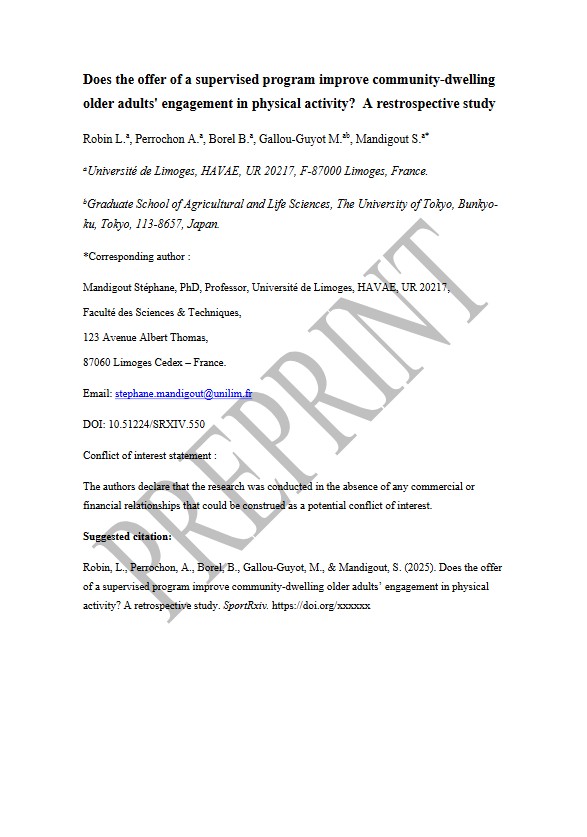 Does the offer of a supervised program improve community-dwelling
older adults' engagement in physical activity?  A restrospective study
Robin L.ª, Perrochon A.ª, Borel B.ª, Gallou-Guyot M.ªᵇ, Mandigout S.ª*
ªUniversité de Limoges, HAVAE, UR 20217, F-87000 Limoges, France.
ᵇGraduate School of Agricultural and Life Sciences, The University of Tokyo, Bunkyo-
ku, Tokyo, 113-8657, Japan.
*Corresponding author :
Mandigout Stéphane, PhD, Professor, Université de Limoges, HAVAE, UR 20217,
Faculté des Sciences & Techniques,
123 Avenue Albert Thomas,
87060 Limoges Cedex – France.
Email: stephane.mandigout@unilim.fr
DOI: 10.51224/SRXIV.550
Conflict of interest statement :
The authors declare that the research was conducted in the absence of any commercial or
financial relationships that could be construed as a potential conflict of interest.
Suggested citation:
Robin, L., Perrochon, A., Borel, B., Gallou-Guyot, M., & Mandigout, S. (2025). Does the offer
of a supervised program improve community-dwelling older adults’ engagement in physical
activity? A retrospective study. SportRxiv. https://doi.org/xxxxxx
PREPRINT